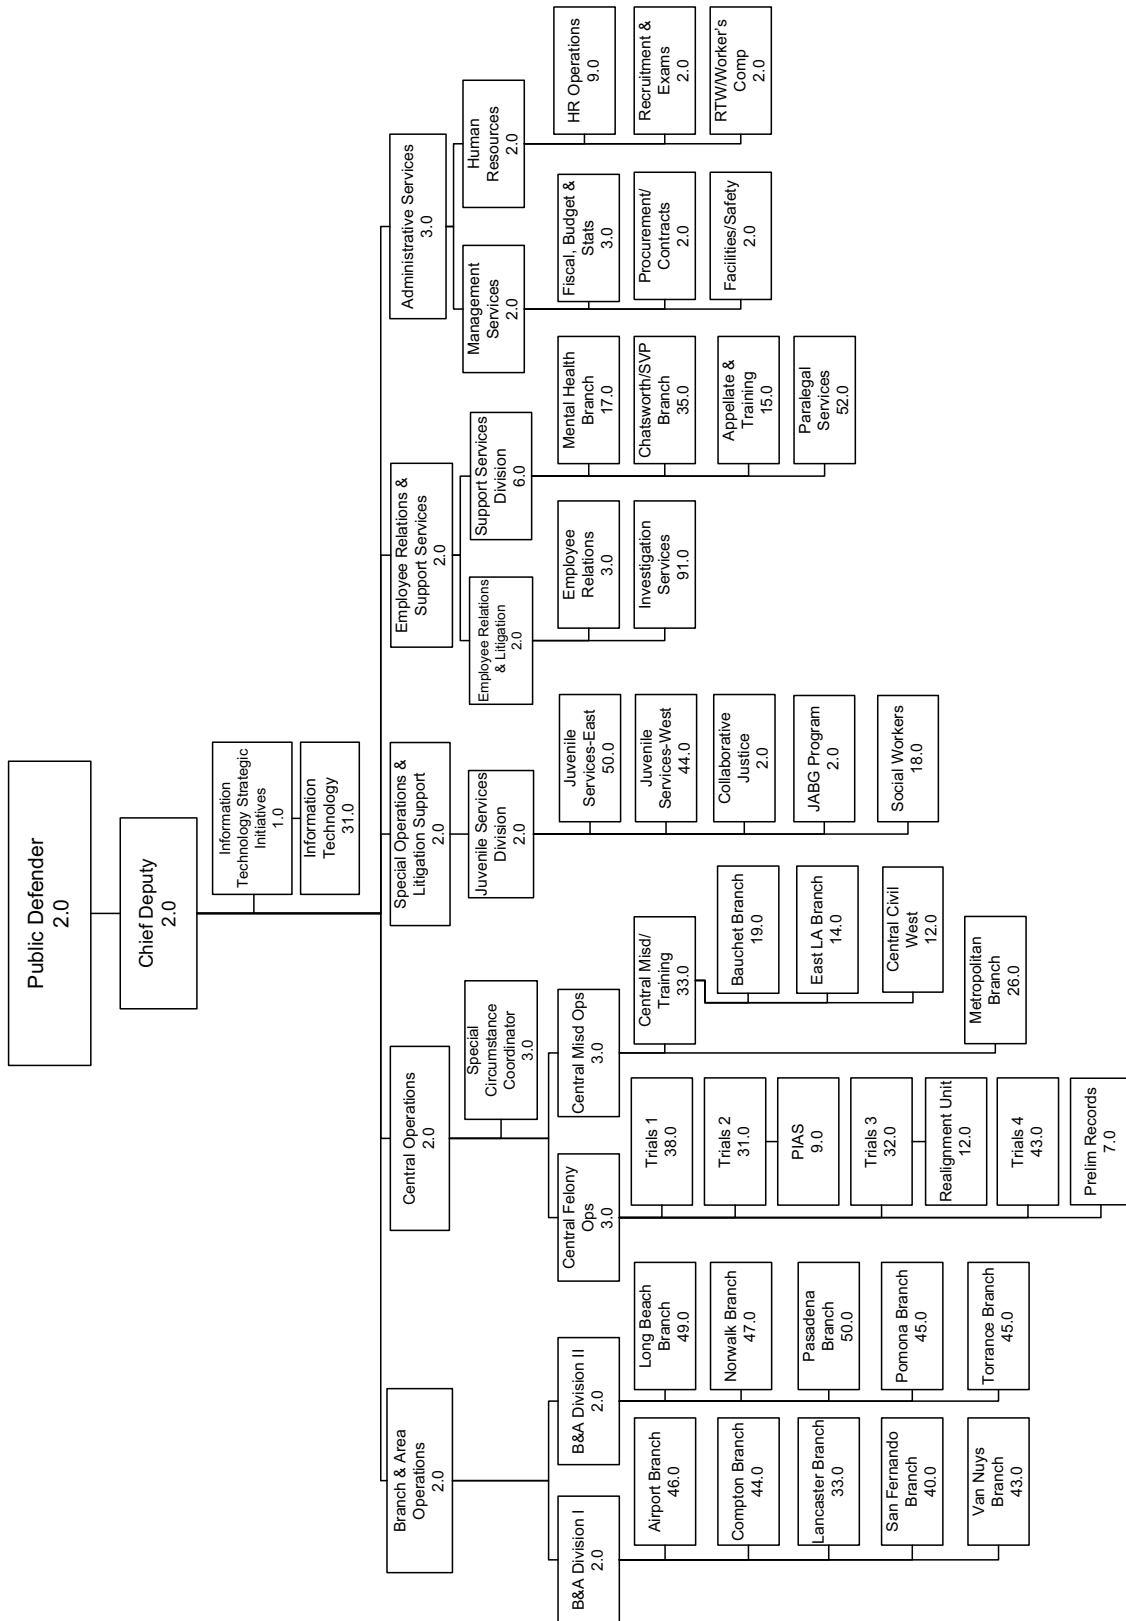 Public Defender
2.0
Chief Deputy
2.0
Information
Technology Strategic
Initiatives
1.0
Information
Technology
31.0
Branch & Area
Operations
2.0
B&A Division I
2.0
Airport Branch
46.0
Compton Branch
44.0
Lancaster Branch
33.0
San Fernando
Branch
40.0
Van Nuys
Branch
43.0
B&A Division II
2.0
Long Beach
Branch
49.0
Norwalk Branch
47.0
Pasadena
Branch
50.0
Pomona Branch
45.0
Torrance Branch
45.0
Central Operations
2.0
Special
Circumstance
Coordinator
3.0
Central Felony
Ops
3.0
Trials 1
38.0
Trials 2
31.0
PIAS
9.0
Trials 3
32.0
Realignment Unit
12.0
Trials 4
43.0
Prelim Records
7.0
Central Misd Ops
3.0
Central Misd/
Training
33.0
Bauchet Branch
19.0
East LA Branch
14.0
Central Civil
West
12.0
Metropolitan
Branch
26.0
Special Operations &
Litigation Support
2.0
Juvenile Services
Division
2.0
Juvenile
Services-East
50.0
Juvenile
Services-West
44.0
Collaborative
Justice
2.0
JABG Program
2.0
Social Workers
18.0
Employee Relations &
Support Services
2.0
Employee Relations
& Litigation
2.0
Employee
Relations
3.0
Investigation
Services
91.0
Support Services
Division
6.0
Mental Health
Branch
17.0
Chatsworth/SVP
Branch
35.0
Appellate &
Training
15.0
Paralegal
Services
52.0
Administrative Services
3.0
Management
Services
2.0
Fiscal, Budget &
Stats
3.0
Procurement/
Contracts
2.0
Facilities/Safety
2.0
Human
Resources
2.0
HR Operations
9.0
Recruitment &
Exams
2.0
RTW/Worker's
Comp
2.0